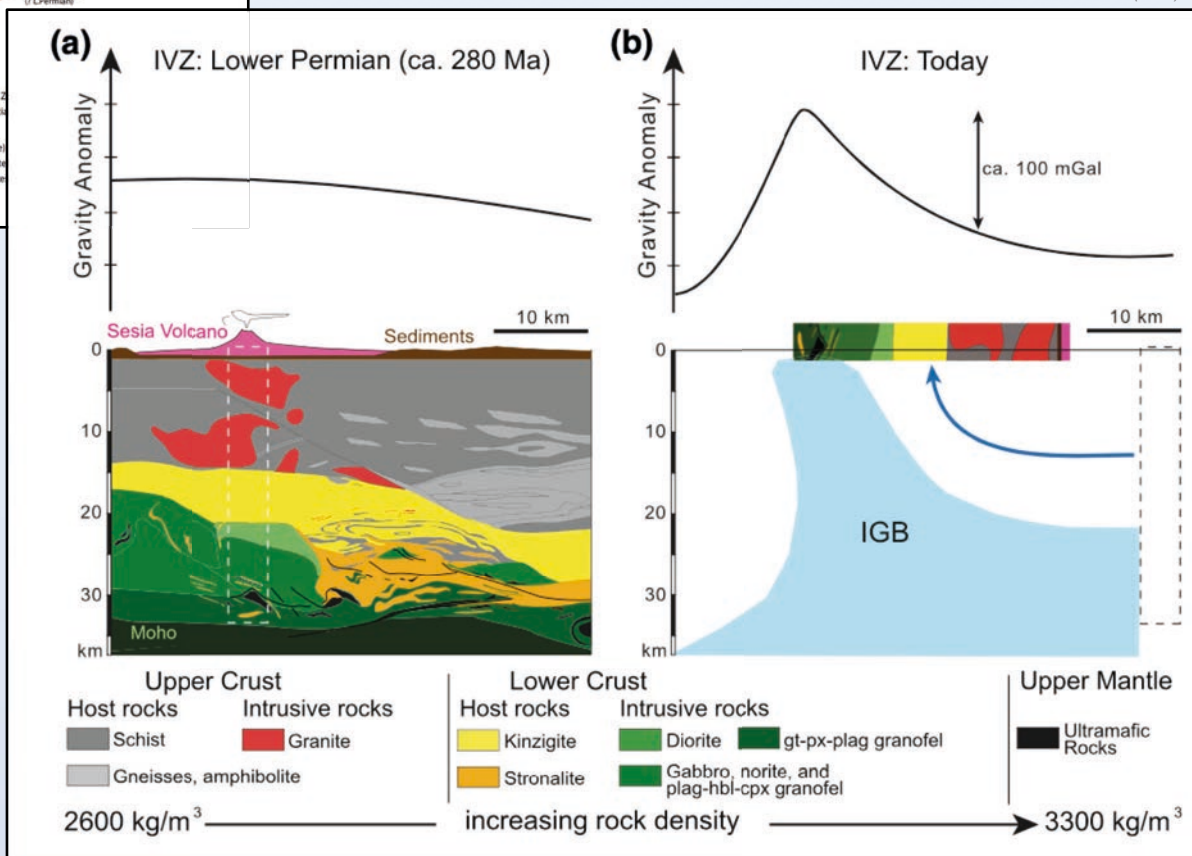 (/ L.Permian)
(a)
IVZ: Lower Permian (ca. 280 Ma)
Gravity Anomaly
Sesia Volcano
Sediments
10 km
0
10
20
30
km
Moho
(b)
IVZ: Today
Gravity Anomaly
ca. 100 mGal
10 km
0
10
20
30
km
IGB
Upper Crust
Host rocks
Intrusive rocks
Schist
Granite
Gneisses, amphibolite
Lower Crust
Host rocks
Intrusive rocks
Kinzigite
Diorite
gt-px-plag granofel
Stronalite
Gabbro, norite, and
plag-hbl-cpx granofel
Upper Mantle
Ultramafic
Rocks
2600 kg/m³
increasing rock density
3300 kg/m³